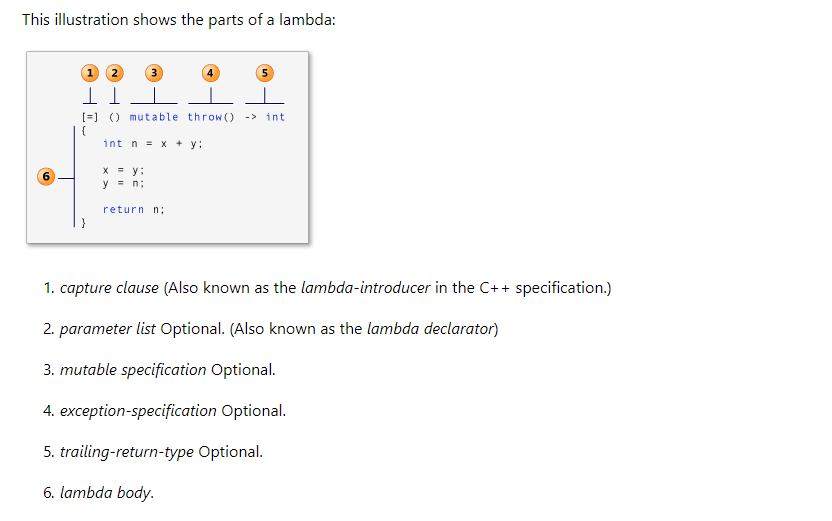 This illustration shows the parts of a lambda:
1 2 3 4 5
[=] () mutable throw() -> int
{
int n = x + y;
x = y;
6
y = n;
return n;
}
1. capture clause (Also known as the lambda-introducer in the C++ specification.)
2. parameter list Optional. (Also known as the lambda declarator)
3. mutable specification Optional.
4. exception-specification Optional.
5. trailing-return-type Optional.
6. lambda body.